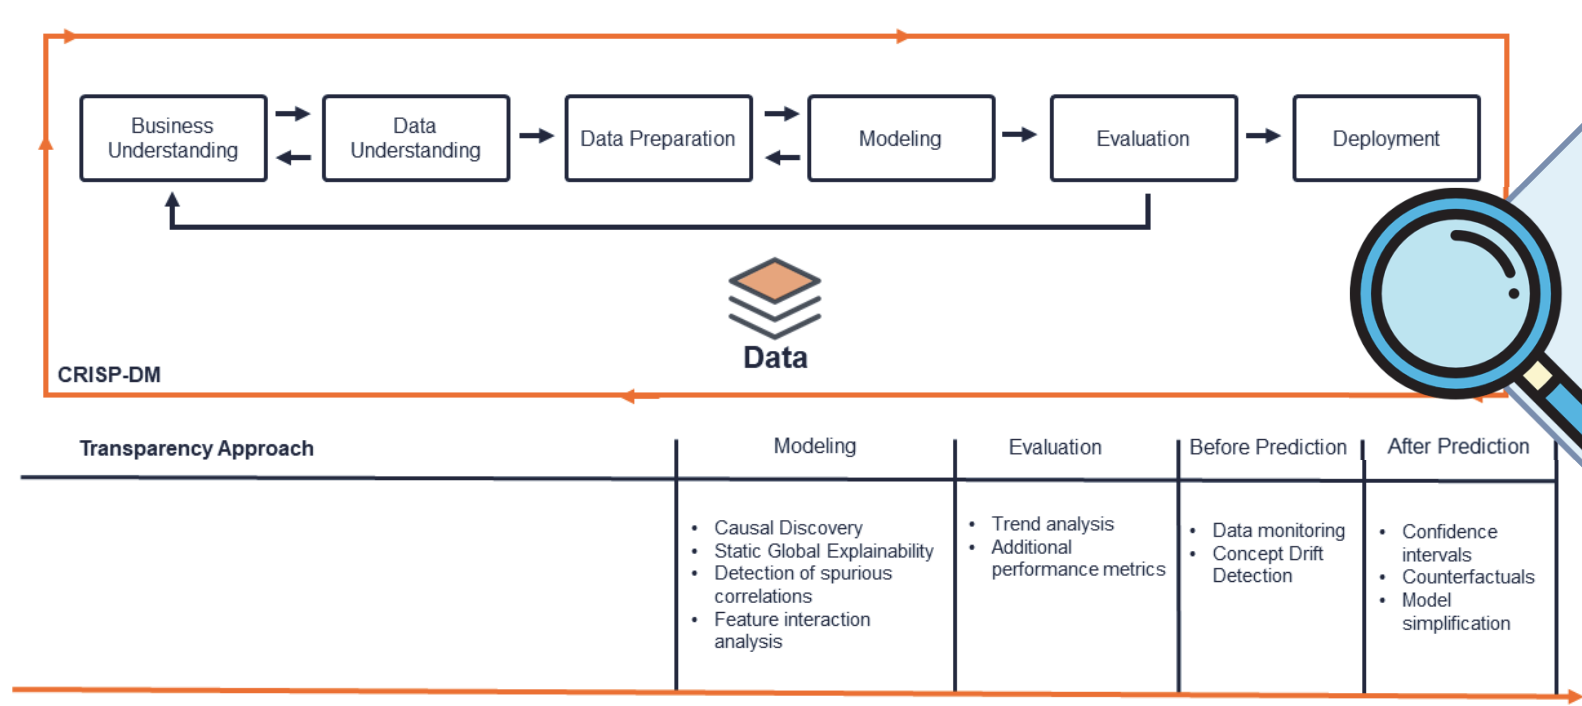 Business
Understanding
Data
Understanding
Data Preparation
Modeling
Evaluation
Deployment
Data
CRISP-DM
Transparency Approach
Modeling
Evaluation
Before Prediction
After Prediction
• Causal Discovery
• Static Global Explainability
• Detection of spurious
correlations
• Feature interaction
analysis
• Trend analysis
• Additional
performance metrics
• Data monitoring
• Concept Drift
Detection
• Confidence
intervals
• Counterfactuals
• Model
simplification